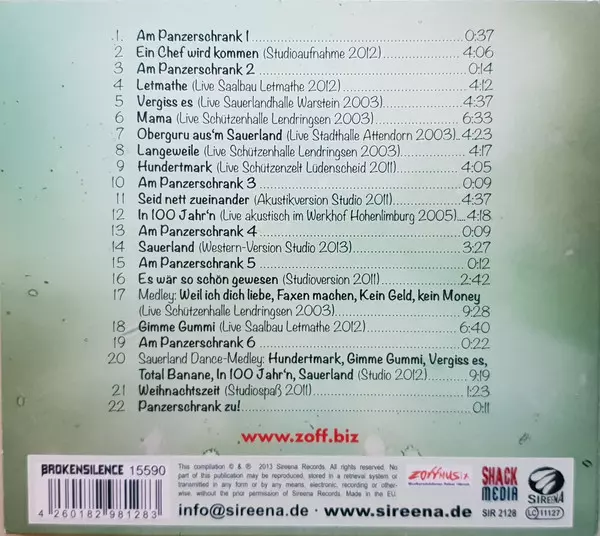 1. Am Panzerschrank 1 0:37
2 Ein Chef wird kommen (Studioaufnahme 2012) 4:06
3 Am Panzerschrank 2 0:14
4 Letmathe (Live Saalbau Letmathe 2012) 4:12
5 Vergiss es (Live Sauerlandhalle Warstein 2003) 4:37
6 Mama (Live Schützenhalle Lendringsen 2003) 6:33
7 Oberguru aus'm Sauerland (Live Stadthalle Attendorn 2003) 4:23
8 Langeweile (Live Schützenhalle Lendringsen 2003) 4:17
9 Hundertmark (Live Schützenzelt Lüdenscheid 2011) 4:05
10 Am Panzerschrank 3 0:09
11 Seid nett zueinander (Akustikversion Studio 2011) 4:37
12 In 100 Jahr'n (Live akustisch im Werkhof Hohenlimburg 2005) 4:18
13 Am Panzerschrank 4 0:09
14 Sauerland (Western-Version Studio 2013) 3:27
15 Am Panzerschrank 5 0:12
16 Es wär so schön gewesen (Studioversion 2011) 2:42
17 Medley: Weil ich dich liebe, Faxen machen, Kein Geld, kein Money
(Live Schützenhalle Lendringsen 2003) 9:28
18 Gimme Gummi (Live Saalbau Letmathe 2012) 6:40
19 Am Panzerschrank 6 0:22
20 Sauerland Dance-Medley: Hundertmark, Gimme Gummi, Vergiss es,
Total Banane, In 100 Jahr'n, Sauerland (Studio 2012) 9:19
21 Weihnachtszeit (Studiospaß 2011) 1:23
22 Panzerschrank zu! 0:11
www.zoff.biz
BROKENSILENCE 15590
4 260182 981283
This compilation © & ℗ 2013 Sireena Records. All rights reserved. No
part of this publication may be reproduced, stored in a retrieval system or
transmitted in any form or by any means, electronic, recording or other-
wise, without the prior permission of Sireena Records. Made in the EU.
info@sireena.de · www.sireena.de
ZOFFMUSIK
SHACK
MEDIA
SIREENA
SIR 2128
LC 11127